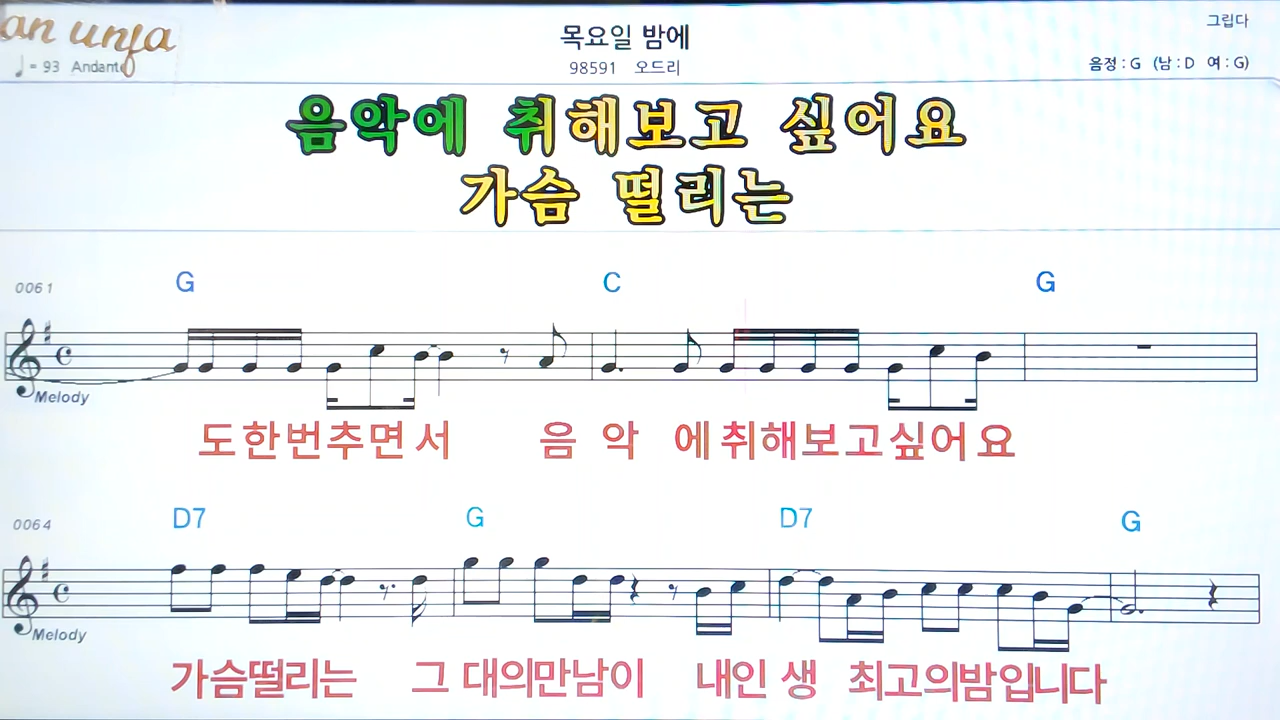 an unja
그립다
목요일 밤에
♩= 93 Andante
98591 오드리
음정 : G (남 : D 여 : G)
음악에 취해보고 싶어요
가슴 떨리는
0061
G C G
Melody
도한번추면서 음 악 에취해보고싶어요
0064
D7 G D7 G
Melody
가슴떨리는 그 대의만남이 내인 생 최고의밤입니다